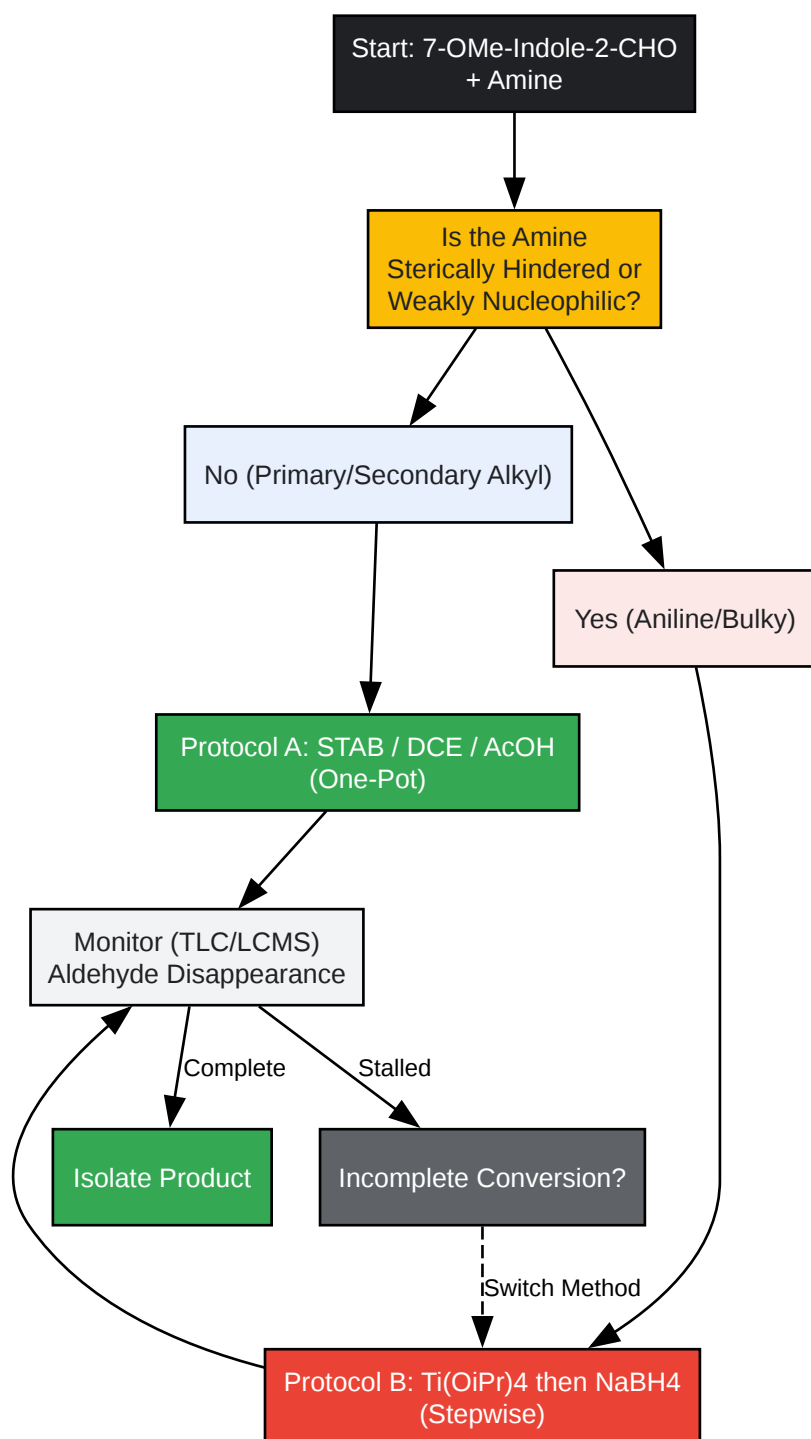 Start: 7-OMe-Indole-2-CHO
+ Amine
Is the Amine
Sterically Hindered or
Weakly Nucleophilic?
No (Primary/Secondary Alkyl)
Yes (Aniline/Bulky)
Protocol A: STAB / DCE / AcOH
(One-Pot)
Monitor (TLC/LCMS)
Aldehyde Disappearance
Complete
Stalled
Isolate Product
Incomplete Conversion?
Switch Method
Protocol B: Ti(OiPr)4 then NaBH4
(Stepwise)